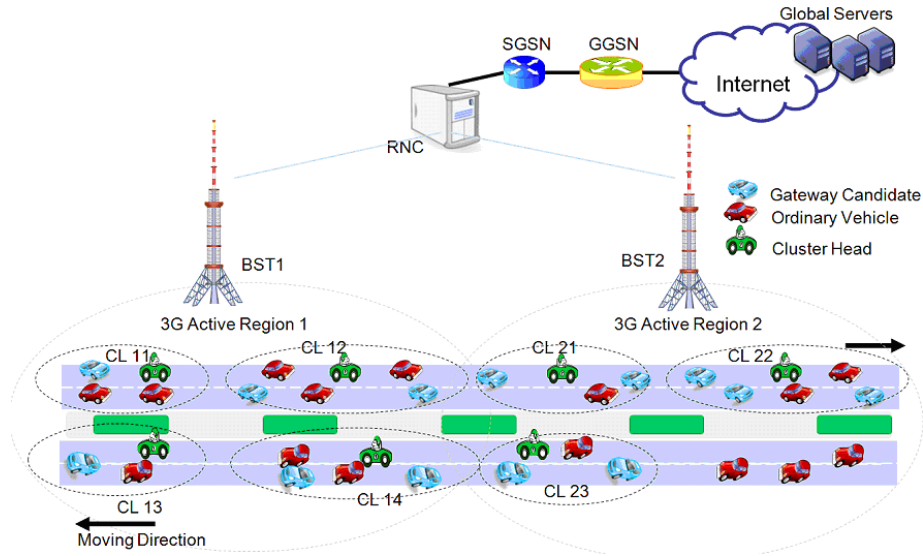 Global Servers
SGSN
GGSN
Internet
RNC
Gateway Candidate
Ordinary Vehicle
Cluster Head
BST1
BST2
3G Active Region 1
3G Active Region 2
CL 11
CL 12
CL 21
CL 22
CL 13
CL 14
CL 23
Moving Direction